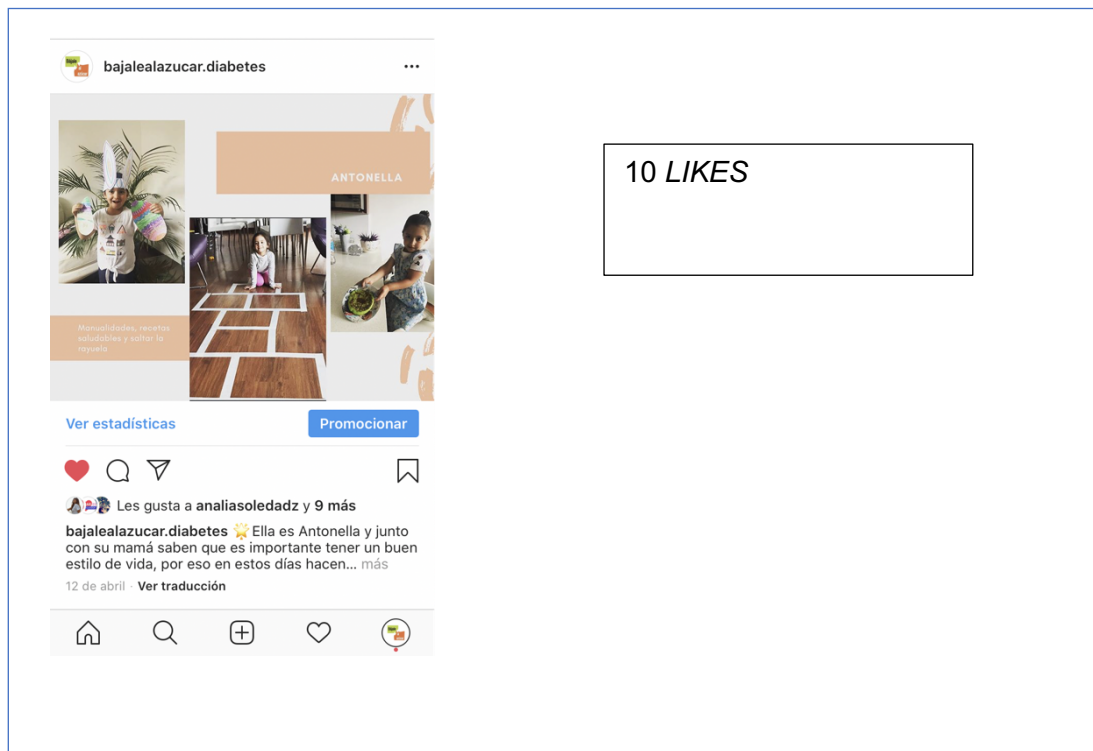 bajalealazucar.diabetes
ANTONELLA
Manualidades, recetas
saludables y saltar la
rayuela
Ver estadísticas
Promocionar
Les gusta a analiasoledadz y 9 más
bajalealazucar.diabetes 🌟Ella es Antonella y junto
con su mamá saben que es importante tener un buen
estilo de vida, por eso en estos días hacen... más
12 de abril · Ver traducción
10 LIKES